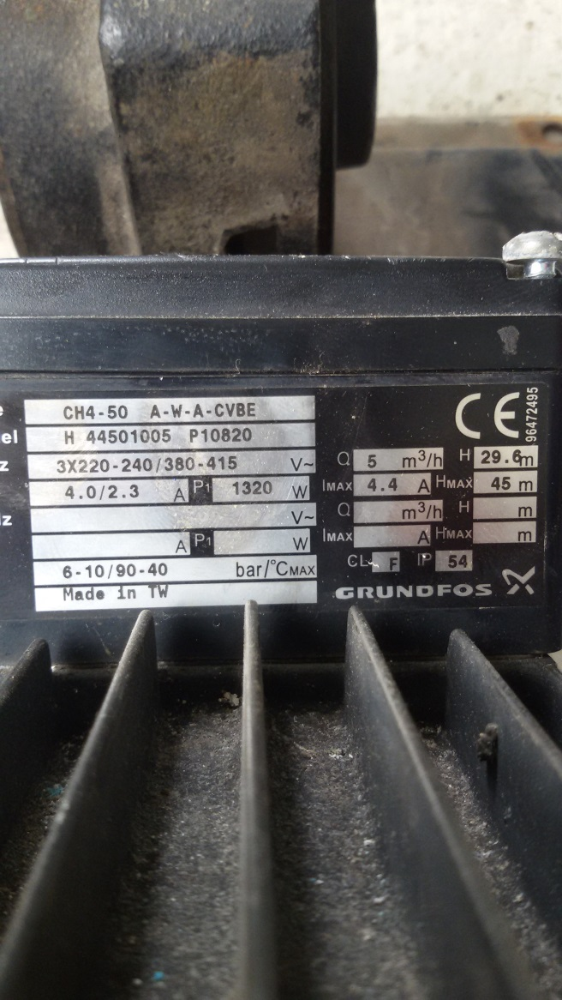 e CH4-50 A-W-A-CVBE CE 96472495
el H 44501005 P10820
z 3X220-240/380-415 V~ Q 5 m³/h H 29.6m
4.0/2.3 A P1 1320 W IMAX 4.4 A HMAX 45 m
Iz V~ Q m³/h H m
A P1 W IMAX A HMAX m
6-10/90-40 bar/°CMAX CL F IP 54
Made in TW GRUNDFOS